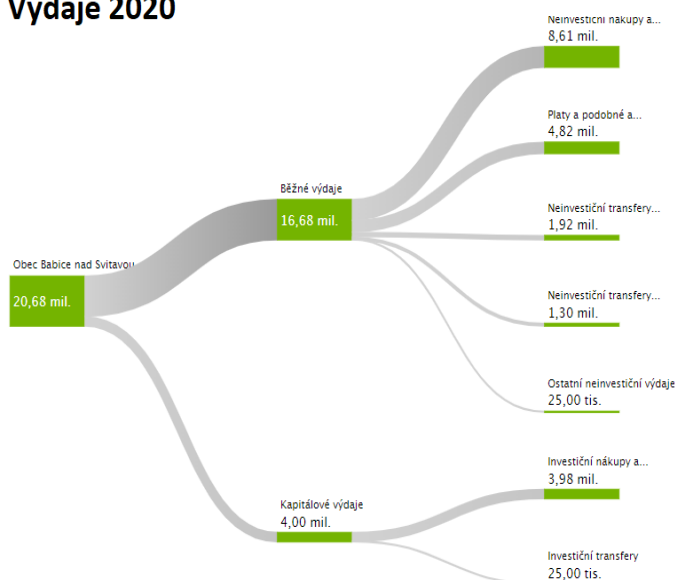 Výdaje 2020
Neinvestiční nákupy a...
8,61 mil.
Platy a podobné a...
4,82 mil.
Běžné výdaje
16,68 mil.
Neinvestiční transfery...
1,92 mil.
Obec Babice nad Svitavou
20,68 mil.
Neinvestiční transfery...
1,30 mil.
Ostatní neinvestiční výdaje
25,00 tis.
Investiční nákupy a...
3,98 mil.
Kapitálové výdaje
4,00 mil.
Investiční transfery
25,00 tis.